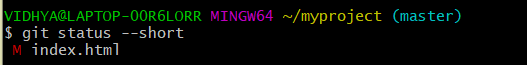 VIDHYA@LAPTOP-OOR6LORR MINGW64 ~/myproject (master)
$ git status --short
 M index.html